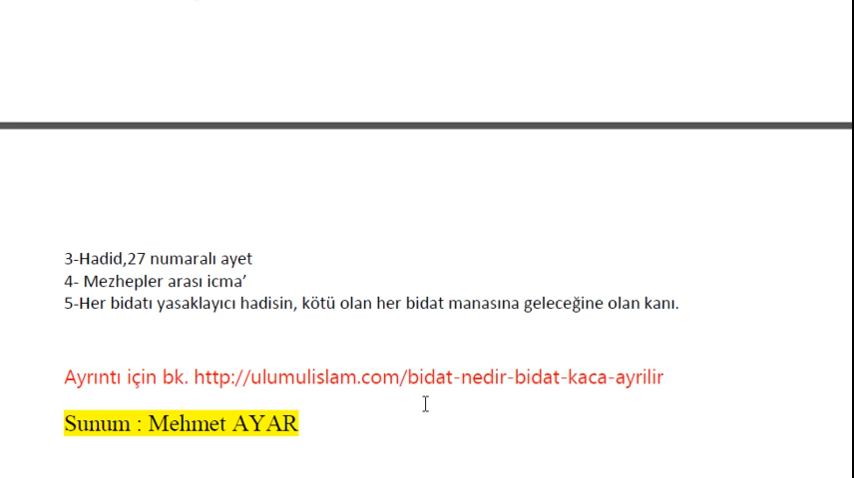 3-Hadid,27 numaralı ayet
4- Mezhepler arası icma’
5-Her bidatı yasaklayıcı hadisin, kötü olan her bidat manasına geleceğine olan kanı.
Ayrıntı için bk. http://ulumulislam.com/bidat-nedir-bidat-kaca-ayrilir
Sunum : Mehmet AYAR